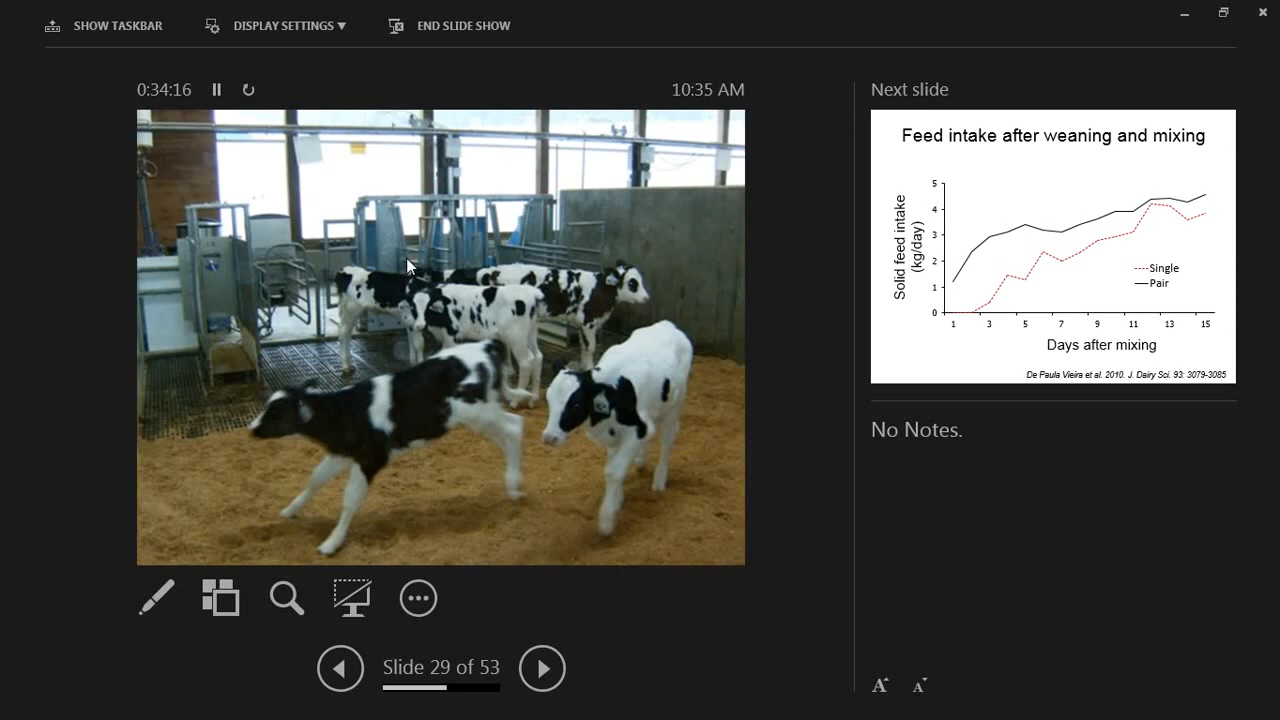 SHOW TASKBAR
DISPLAY SETTINGS ▼
END SLIDE SHOW
0:34:16
10:35 AM
Next slide
Feed intake after weaning and mixing
Solid feed intake
(kg/day)
5
4
3
2
1
0
Single
Pair
1 3 5 7 9 11 13 15
Days after mixing
De Paula Vieira et al. 2010. J. Dairy Sci. 93: 3079-3085
No Notes.
Slide 29 of 53
A A